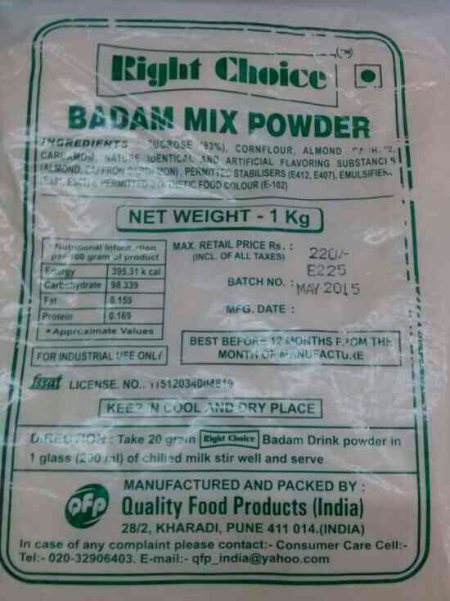 Right Choice (TM)
BADAM MIX POWDER
INGREDIENTS SUCROSE (93%), CORNFLOUR, ALMOND
CARDAMOM, NATURE IDENTICAL AND ARTIFICIAL FLAVORING SUBSTANCES
(ALMOND, SAFFRON CARDAMOM), PERMITTED STABILISERS (E412, E407), EMULSIFIER
PERMITTED SYNTHETIC FOOD COLOUR (E-102)
NET WEIGHT - 1 Kg
Nutritional Information
per 100 gram of product
Energy 395.31 k cal
Carbohydrate 98.339
Fat 0.159
Protein 0.169
*Approximate Values
MAX. RETAIL PRICE Rs. : 220/-
(INCL. OF ALL TAXES)
BATCH NO. : E225
MAY 2015
MFG. DATE :
FOR INDUSTRIAL USE ONLY
BEST BEFORE 12 MONTHS FROM THE
MONTH OF MANUFACTURE
fssai LICENSE. NO.
KEEP IN COOL AND DRY PLACE
DIRECTION : Take 20 gram Right Choice Badam Drink powder in
1 glass (200 ml) of chilled milk stir well and serve
MANUFACTURED AND PACKED BY :
qfp Quality Food Products (India)
28/2, KHARADI, PUNE 411 014.(INDIA)
In case of any complaint please contact:- Consumer Care Cell:-
Tel:- 020-32906403. E-mail:- qfp_india@yahoo.com